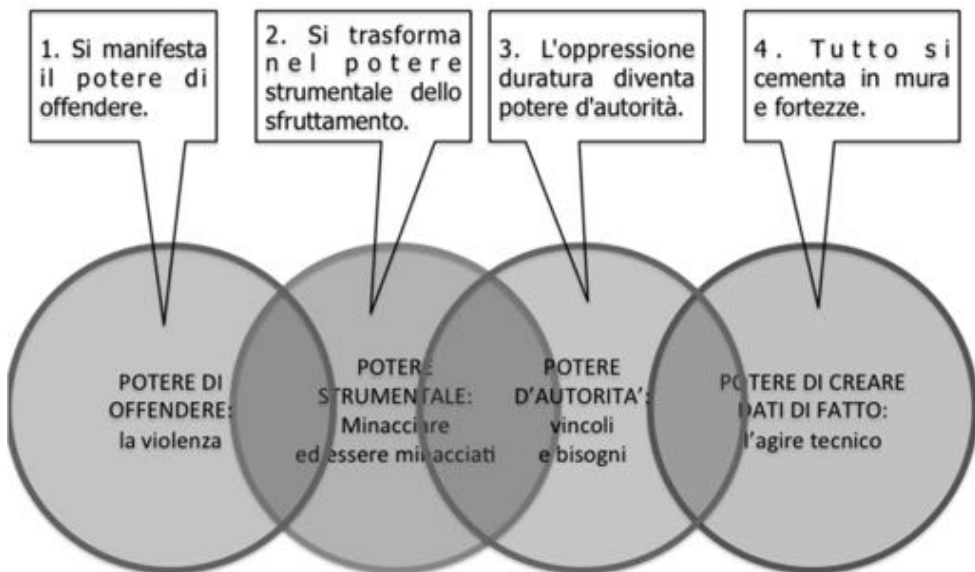 1. Si manifesta
il potere di
offendere.
2. Si trasforma
nel potere
strumentale dello
sfruttamento.
3. L'oppressione
duratura diventa
potere d'autorità.
4. Tutto si
cementa in mura
e fortezze.
POTERE DI
OFFENDERE:
la violenza
POTERE
STRUMENTALE:
Minacciare
ed essere minacciati
POTERE
D'AUTORITA':
vincoli
e bisogni
POTERE DI CREARE
DATI DI FATTO:
l'agire tecnico